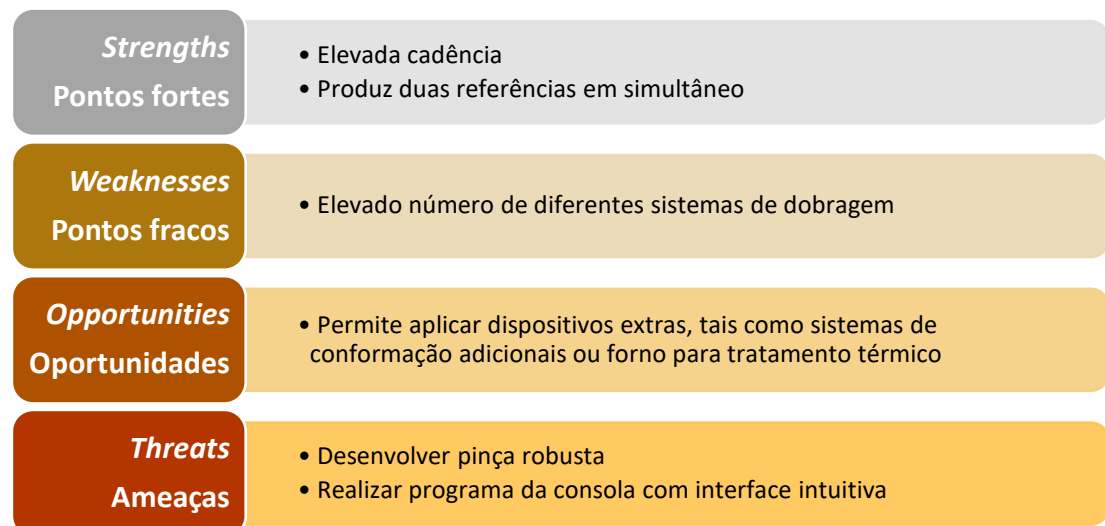 Strengths
Pontos fortes
• Elevada cadência
• Produz duas referências em simultâneo
Weaknesses
Pontos fracos
• Elevado número de diferentes sistemas de dobragem
Opportunities
Oportunidades
• Permite aplicar dispositivos extras, tais como sistemas de
conformação adicionais ou forno para tratamento térmico
Threats
Ameaças
• Desenvolver pinça robusta
• Realizar programa da consola com interface intuitiva